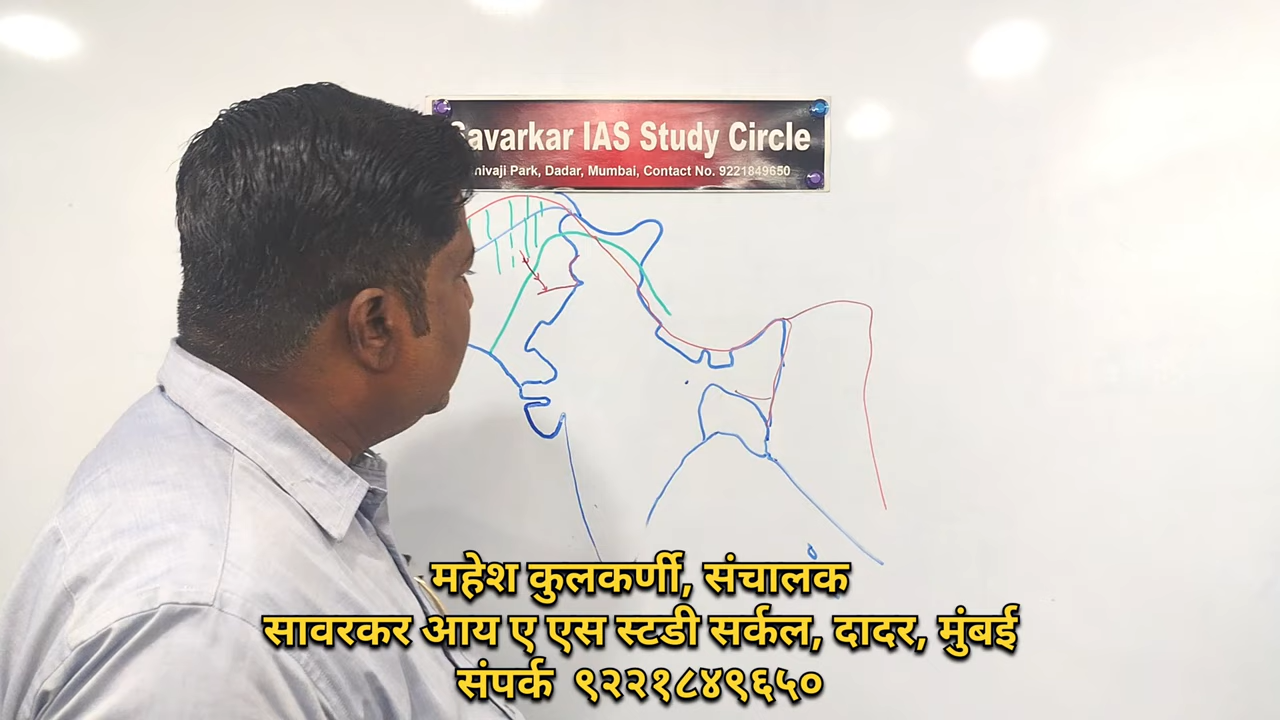 Savarkar IAS Study Circle
Park, Dadar, Mumbai, Contact No. 9221849650
महेश कुलकर्णी, संचालक
सावरकर आय ए एस स्टडी सर्कल, दादर, मुंबई
संपर्क ९२२१८४९६५०